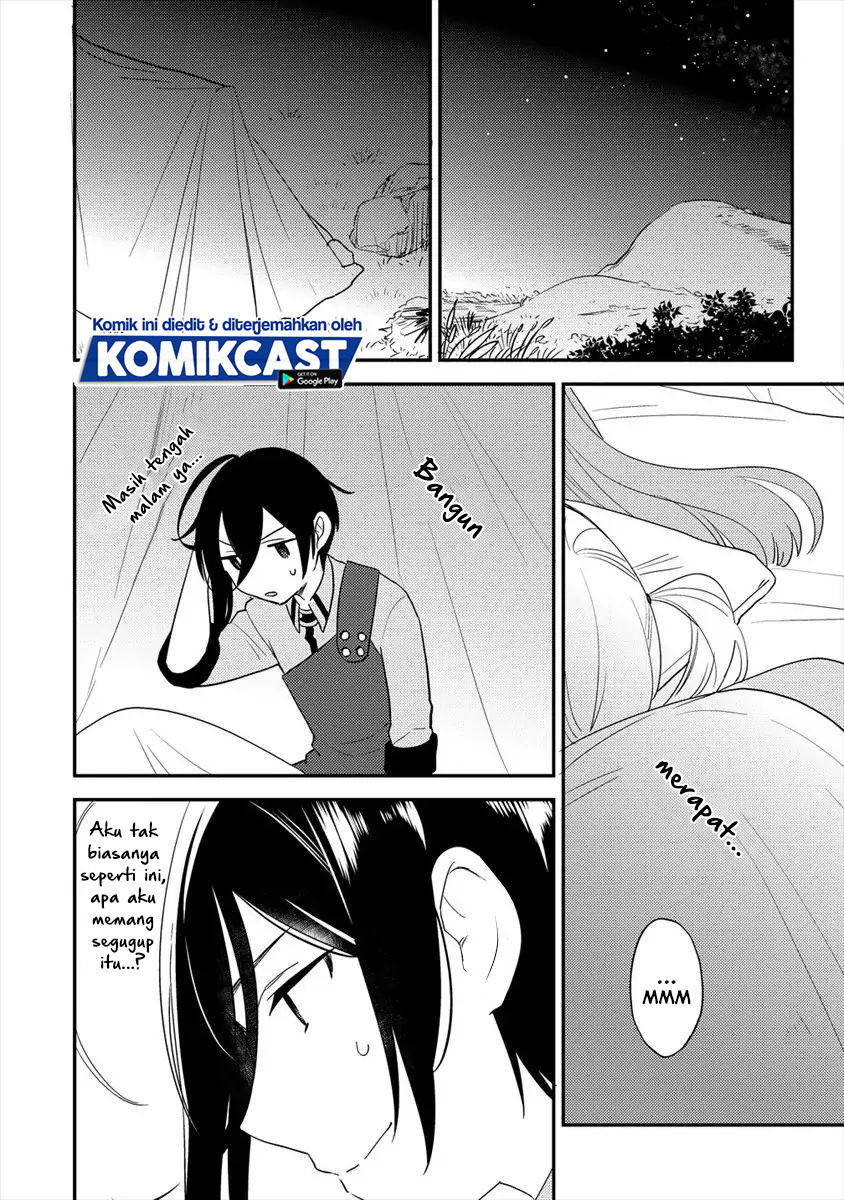 Komik ini diedit & diterjemahkan oleh
KOMIKCAST
GET IT ON
Google Play
merapat...
...
MMM
Bangun
Masih tengah
malam ya...
Aku tak
biasanya
seperti ini,
apa aku
memang
segugup
itu...?